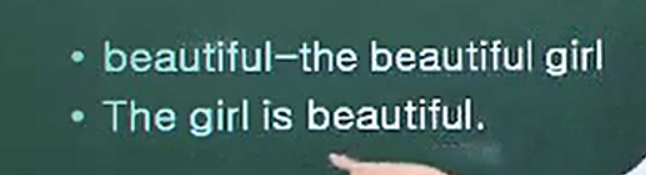 • beautiful–the beautiful girl
• The girl is beautiful.